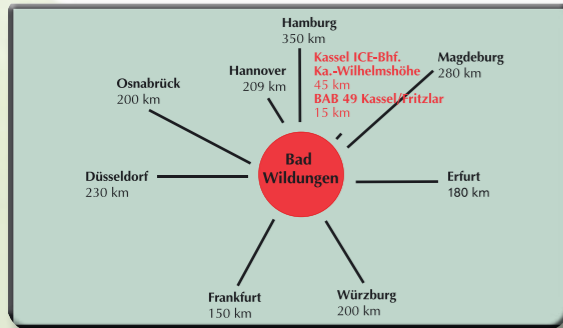 Hamburg
350 km
Kassel ICE-Bhf.
Ka.-Wilhelmshöhe
45 km
BAB 49 Kassel/Fritzlar
15 km
Magdeburg
280 km
Hannover
209 km
Osnabrück
200 km
Bad
Wildungen
Düsseldorf
230 km
Erfurt
180 km
Frankfurt
150 km
Würzburg
200 km